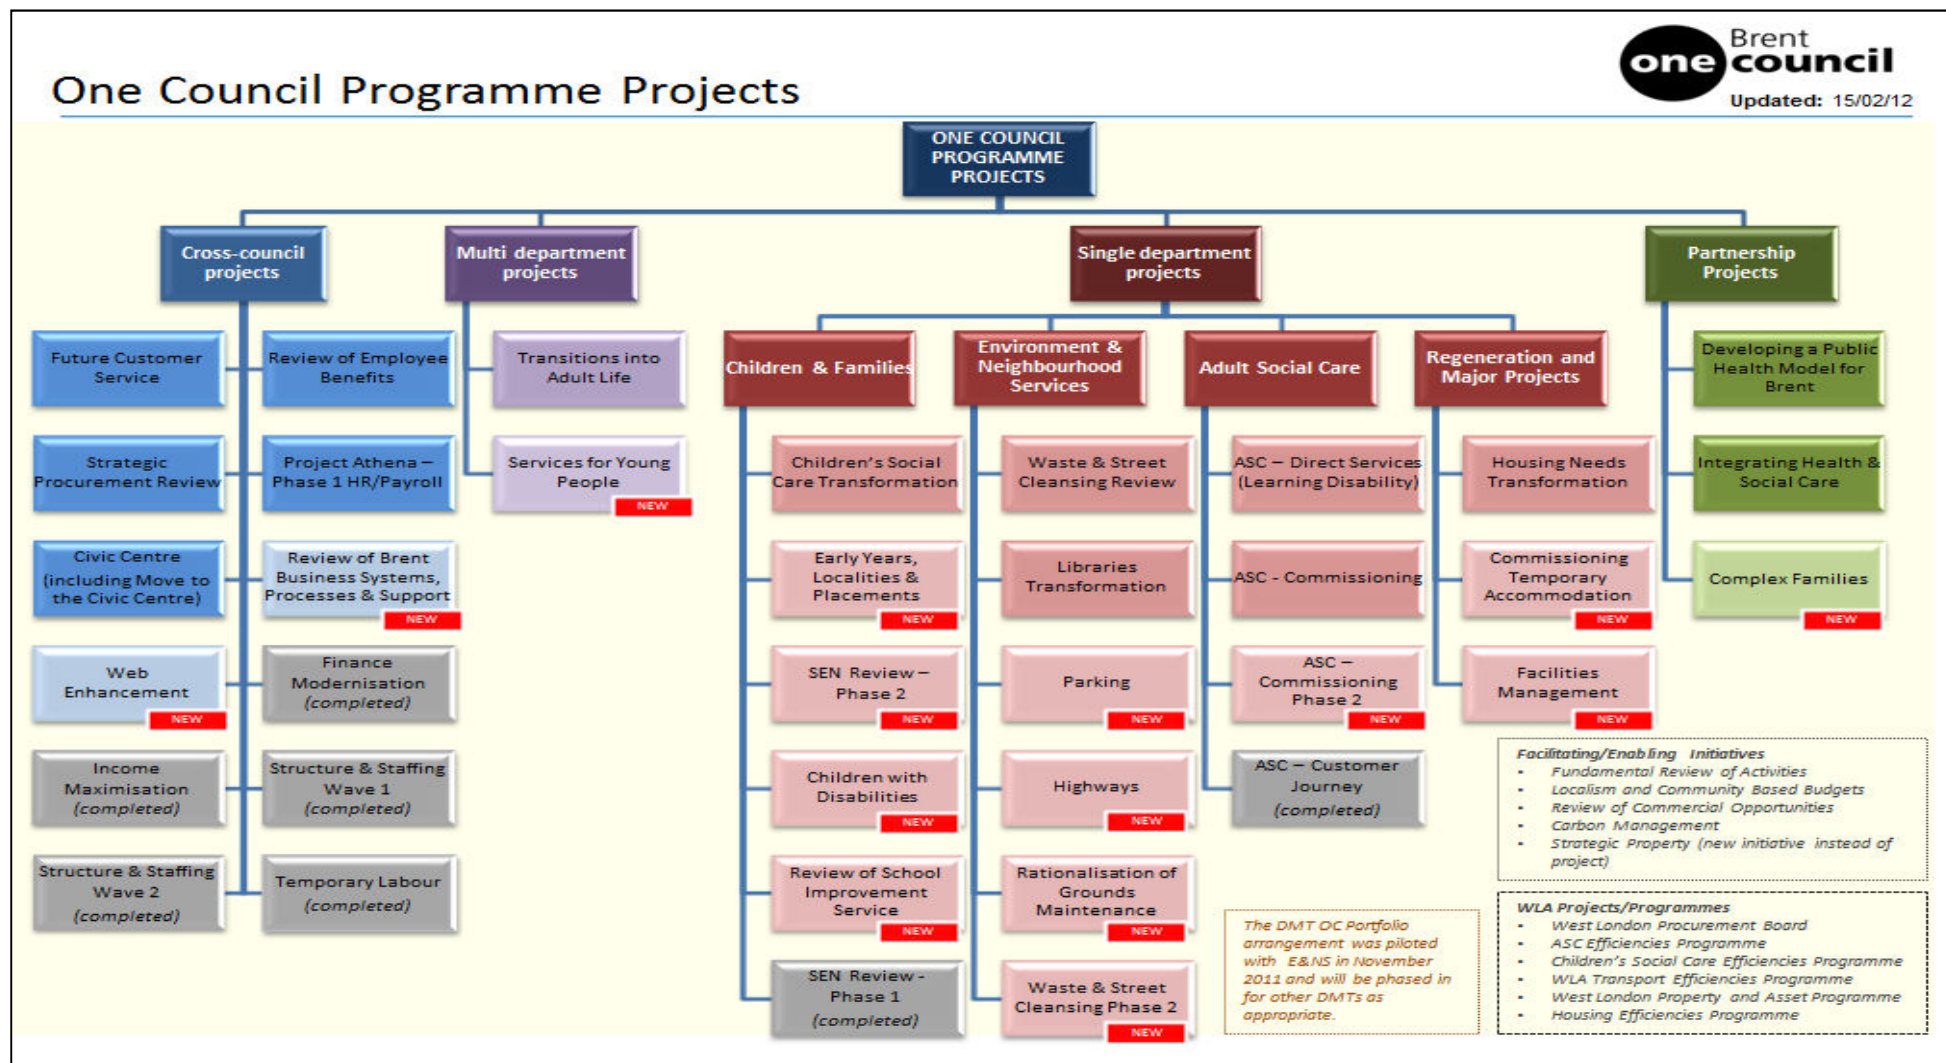 Brent
one council
Updated: 15/02/12
One Council Programme Projects
ONE COUNCIL
PROGRAMME
PROJECTS
Cross-council
projects
Multi department
projects
Single department
projects
Partnership
Projects
Future Customer
Service
Review of Employee
Benefits
Strategic
Procurement Review
Project Athena –
Phase 1 HR/Payroll
Civic Centre
(including Move to
the Civic Centre)
Review of Brent
Business Systems,
Processes & Support
NEW
Web
Enhancement
NEW
Finance
Modernisation
(completed)
Income
Maximisation
(completed)
Structure & Staffing
Wave 1
(completed)
Structure & Staffing
Wave 2
(completed)
Temporary Labour
(completed)
Transitions into
Adult Life
Services for Young
People
NEW
Children & Families
Children's Social
Care Transformation
Early Years,
Localities &
Placements
NEW
SEN Review –
Phase 2
NEW
Children with
Disabilities
NEW
Review of School
Improvement
Service
NEW
SEN Review -
Phase 1
(completed)
Environment &
Neighbourhood
Services
Waste & Street
Cleansing Review
Libraries
Transformation
Parking
NEW
Highways
NEW
Rationalisation of
Grounds
Maintenance
NEW
Waste & Street
Cleansing Phase 2
NEW
Adult Social Care
ASC – Direct Services
(Learning Disability)
ASC - Commissioning
ASC –
Commissioning
Phase 2
NEW
ASC – Customer
Journey
(completed)
Regeneration and
Major Projects
Housing Needs
Transformation
Commissioning
Temporary
Accommodation
NEW
Facilities
Management
NEW
Developing a Public
Health Model for
Brent
Integrating Health &
Social Care
Complex Families
NEW
The DMT OC Portfolio
arrangement was piloted
with E&NS in November
2011 and will be phased in
for other DMTs as
appropriate.
Facilitating/Enabling Initiatives
• Fundamental Review of Activities
• Localism and Community Based Budgets
• Review of Commercial Opportunities
• Carbon Management
• Strategic Property (new initiative instead of
project)
WLA Projects/Programmes
• West London Procurement Board
• ASC Efficiencies Programme
• Children's Social Care Efficiencies Programme
• WLA Transport Efficiencies Programme
• West London Property and Asset Programme
• Housing Efficiencies Programme